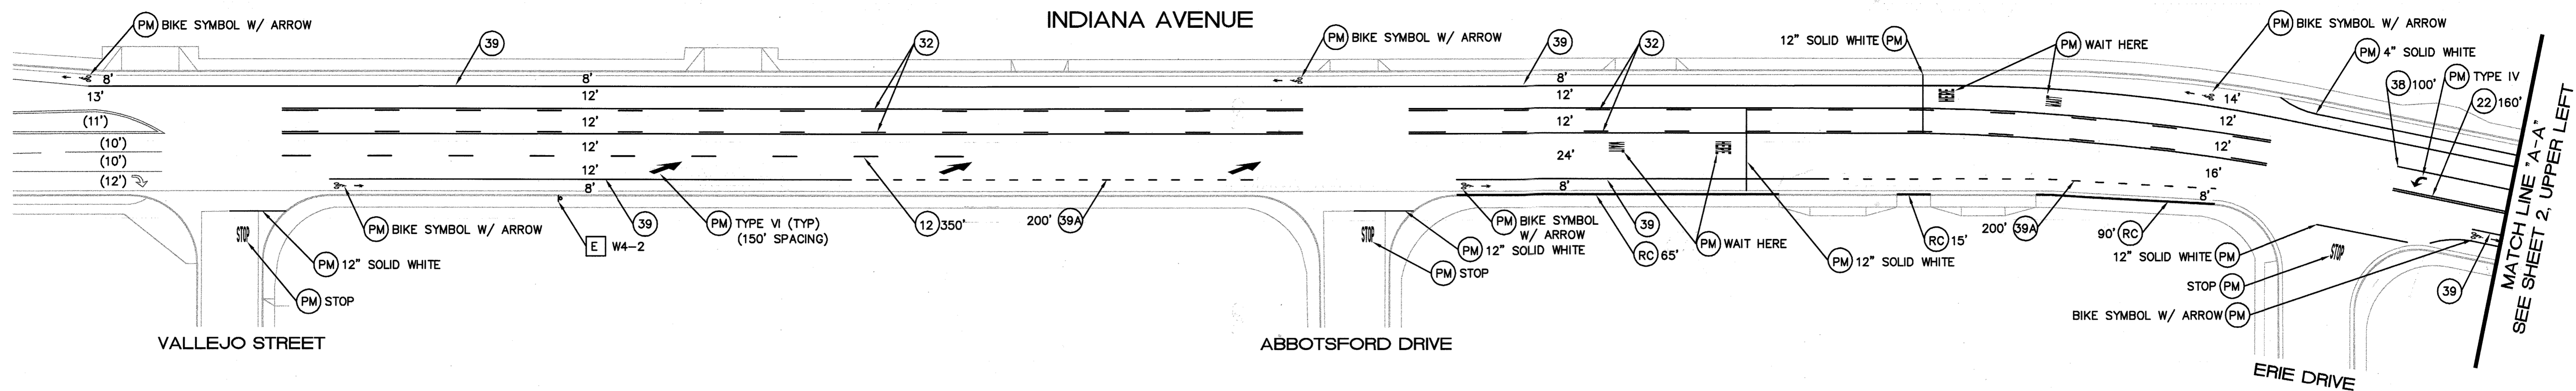 INDIANA AVENUE
PM BIKE SYMBOL W/ ARROW
39
32
PM BIKE SYMBOL W/ ARROW
39
32
12" SOLID WHITE PM
PM WAIT HERE
PM BIKE SYMBOL W/ ARROW
PM 4" SOLID WHITE
38 100'
PM TYPE IV
22 160'
8'
8'
8'
13'
12'
12'
HERE
WAIT
14'
(11')
12'
12'
12'
(10')
12'
WAIT
HERE
24'
12'
(10')
12'
16'
(12')
8'
8'
8'
STOP
PM BIKE SYMBOL W/ ARROW
E W4-2
39
PM TYPE VI (TYP)
(150' SPACING)
12 350'
200' 39A
STOP
PM BIKE SYMBOL
W/ ARROW
PM 12" SOLID WHITE
39
RC 65'
PM WAIT HERE
PM 12" SOLID WHITE
RC 15'
200' 39A
90' RC
12" SOLID WHITE PM
STOP
PM 12" SOLID WHITE
PM STOP
PM STOP
STOP PM
39
BIKE SYMBOL W/ ARROW PM
MATCH LINE "A-A"
SEE SHEET 2, UPPER LEFT
VALLEJO STREET
ABBOTSFORD DRIVE
ERIE DRIVE